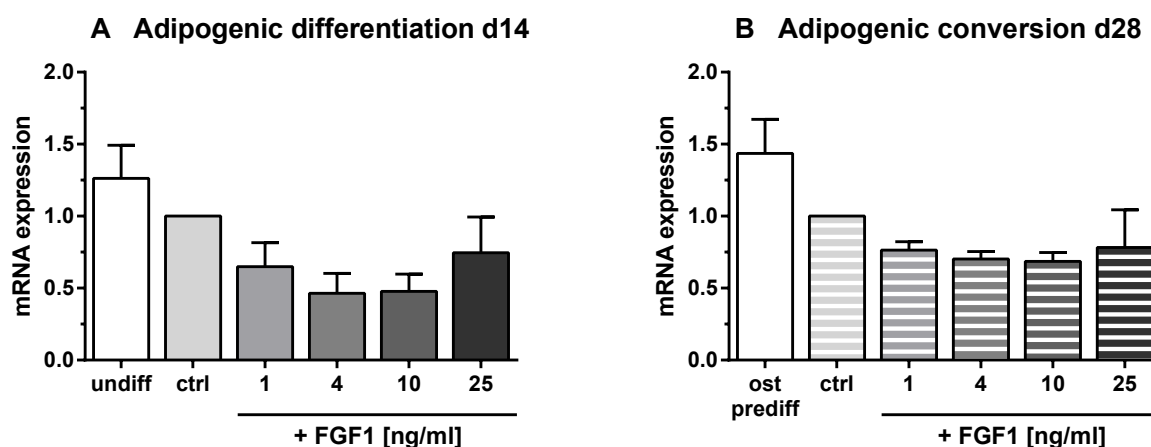 A Adipogenic differentiation d14
mRNA expression
2.0
1.5
1.0
0.5
0.0
undiff ctrl 1 4 10 25
+ FGF1 [ng/ml]
B Adipogenic conversion d28
mRNA expression
2.0
1.5
1.0
0.5
0.0
ost ctrl 1 4 10 25
prediff
+ FGF1 [ng/ml]